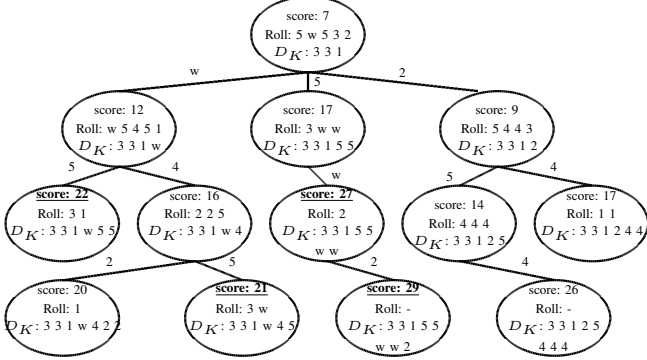 score: 7
Roll: 5 w 5 3 2
D_K: 3 3 1
w
5
2
score: 12
Roll: w 5 4 5 1
D_K: 3 3 1 w
score: 17
Roll: 3 w w
D_K: 3 3 1 5 5
score: 9
Roll: 5 4 4 3
D_K: 3 3 1 2
5
4
w
5
4
score: 22
Roll: 3 1
D_K: 3 3 1 w 5 5
score: 16
Roll: 2 2 5
D_K: 3 3 1 w 4
score: 27
Roll: 2
D_K: 3 3 1 5 5
w w
score: 14
Roll: 4 4 4
D_K: 3 3 1 2 5
score: 17
Roll: 1 1
D_K: 3 3 1 2 4 4
2
5
2
4
score: 20
Roll: 1
D_K: 3 3 1 w 4 2 2
score: 21
Roll: 3 w
D_K: 3 3 1 w 4 5
score: 29
Roll: -
D_K: 3 3 1 5 5
w w 2
score: 26
Roll: -
D_K: 3 3 1 2 5
4 4 4